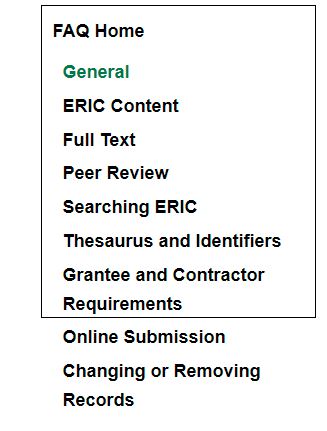 FAQ Home
General
ERIC Content
Full Text
Peer Review
Searching ERIC
Thesaurus and Identifiers
Grantee and Contractor
Requirements
Online Submission
Changing or Removing
Records